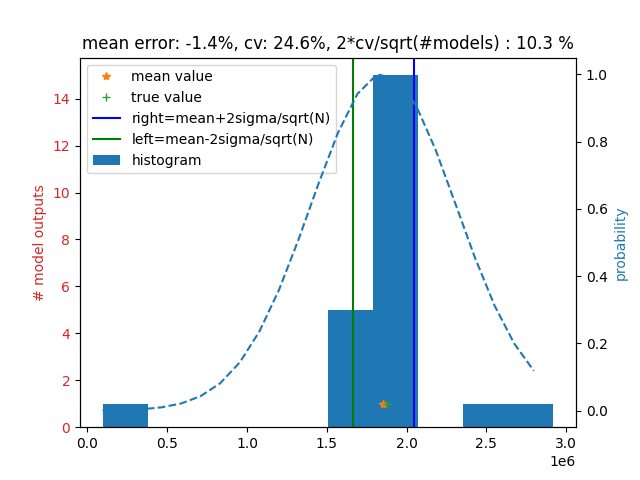 mean error: -1.4%, cv: 24.6%, 2*cv/sqrt(#models) : 10.3 %
mean value
true value
right=mean+2sigma/sqrt(N)
left=mean-2sigma/sqrt(N)
histogram
# model outputs
14
12
10
8
6
4
2
0
0.0
0.5
1.0
1.5
2.0
2.5
3.0
1e6
1.0
0.8
0.6
0.4
0.2
0.0
probability